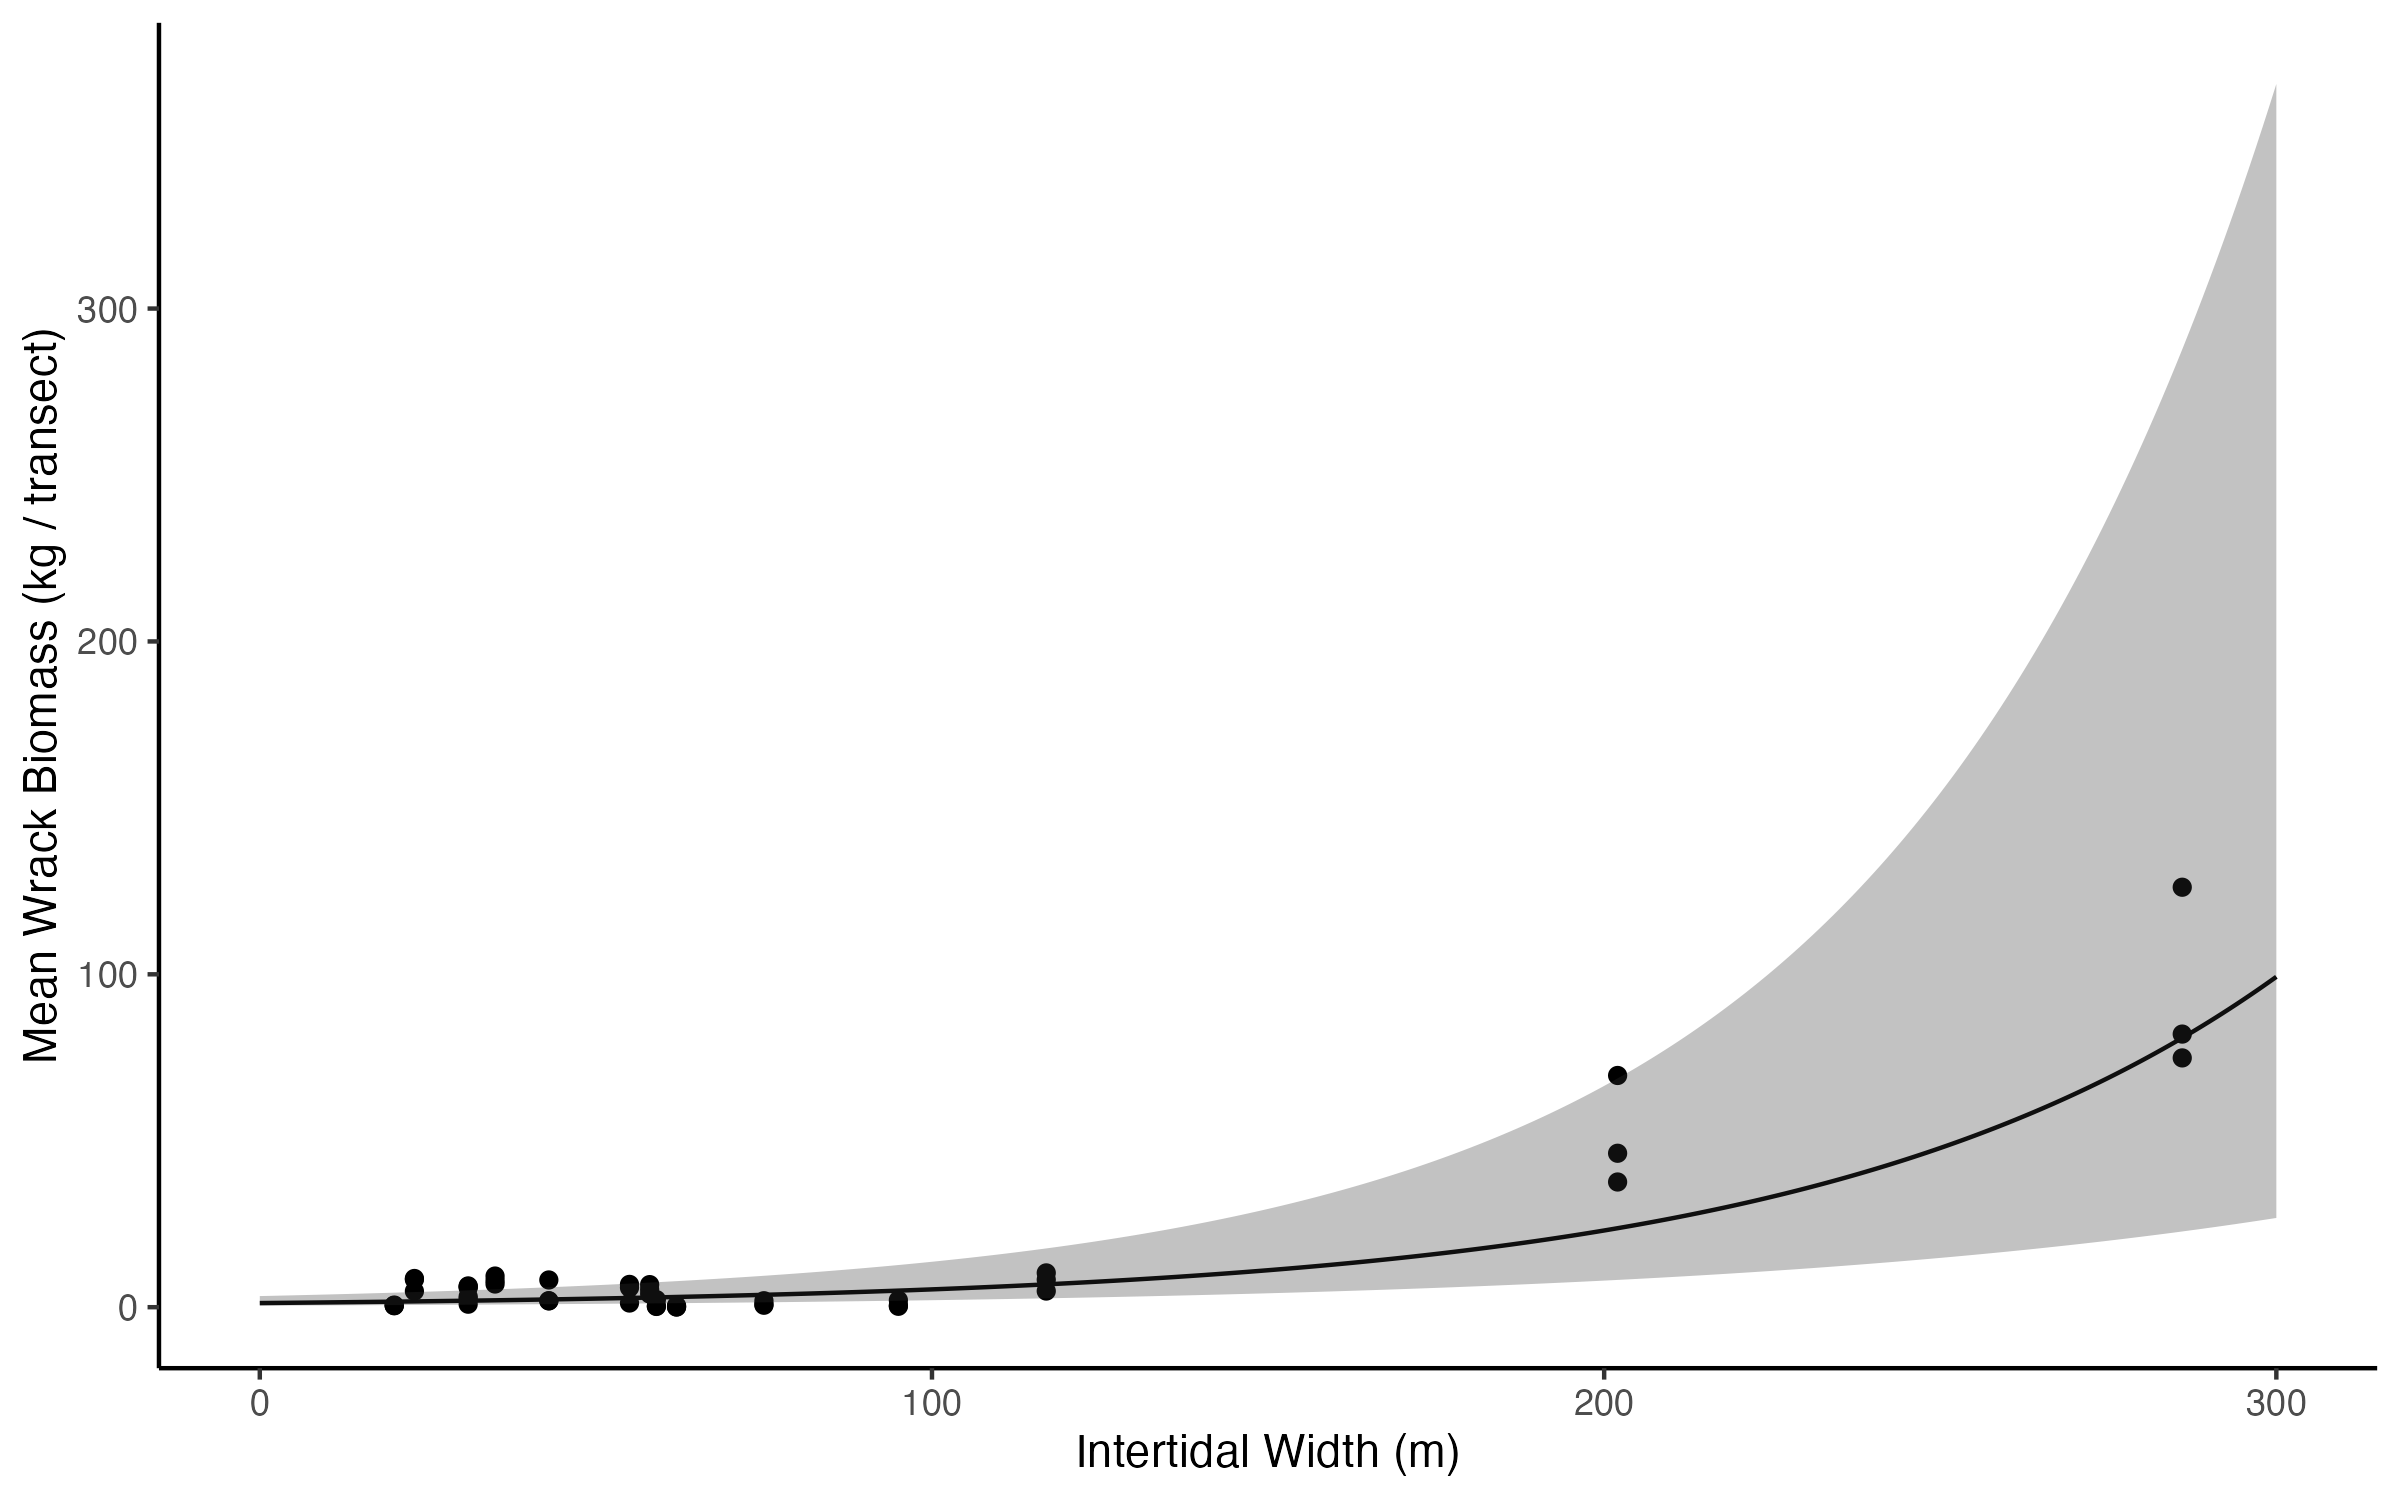 Mean Wrack Biomass (kg / transect)
300
200
100
0
0 100 200 300
Intertidal Width (m)